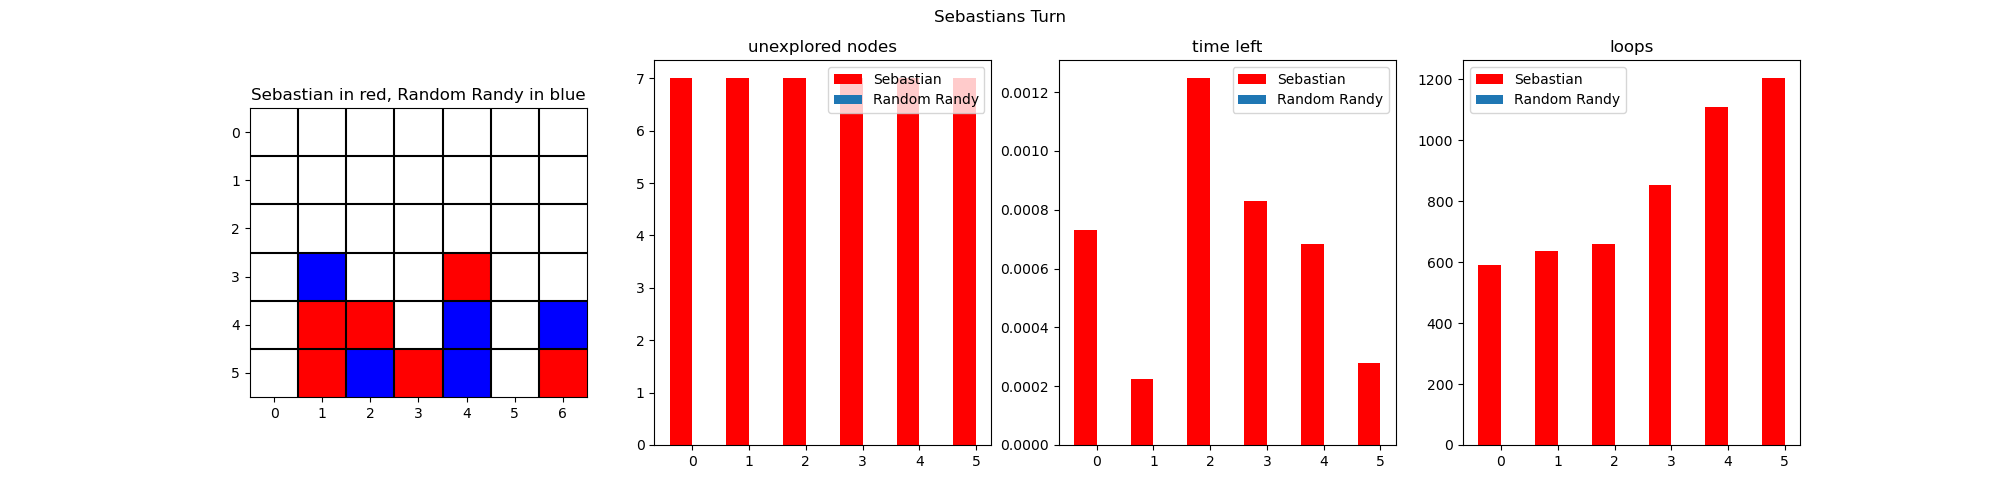 Sebastians Turn
Sebastian in red, Random Randy in blue
0
1
2
3
4
5
0 1 2 3 4 5 6
unexplored nodes
Sebastian
Random Randy
7
6
5
4
3
2
1
0
0 1 2 3 4 5
time left
Sebastian
Random Randy
0.0012
0.0010
0.0008
0.0006
0.0004
0.0002
0.0000
0 1 2 3 4 5
loops
Sebastian
Random Randy
1200
1000
800
600
400
200
0
0 1 2 3 4 5